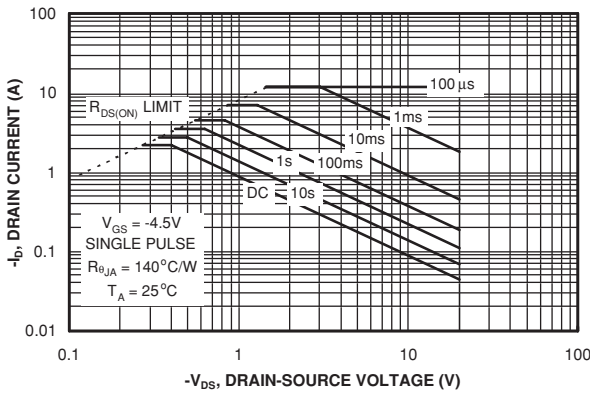 100
10
1
0.1
0.01
-I_D, DRAIN CURRENT (A)
R_DS(ON) LIMIT
100 µs
1ms
10ms
100ms
1s
10s
DC
V_GS = -4.5V
SINGLE PULSE
R_θJA = 140°C/W
T_A = 25°C
0.1 1 10 100
-V_DS, DRAIN-SOURCE VOLTAGE (V)